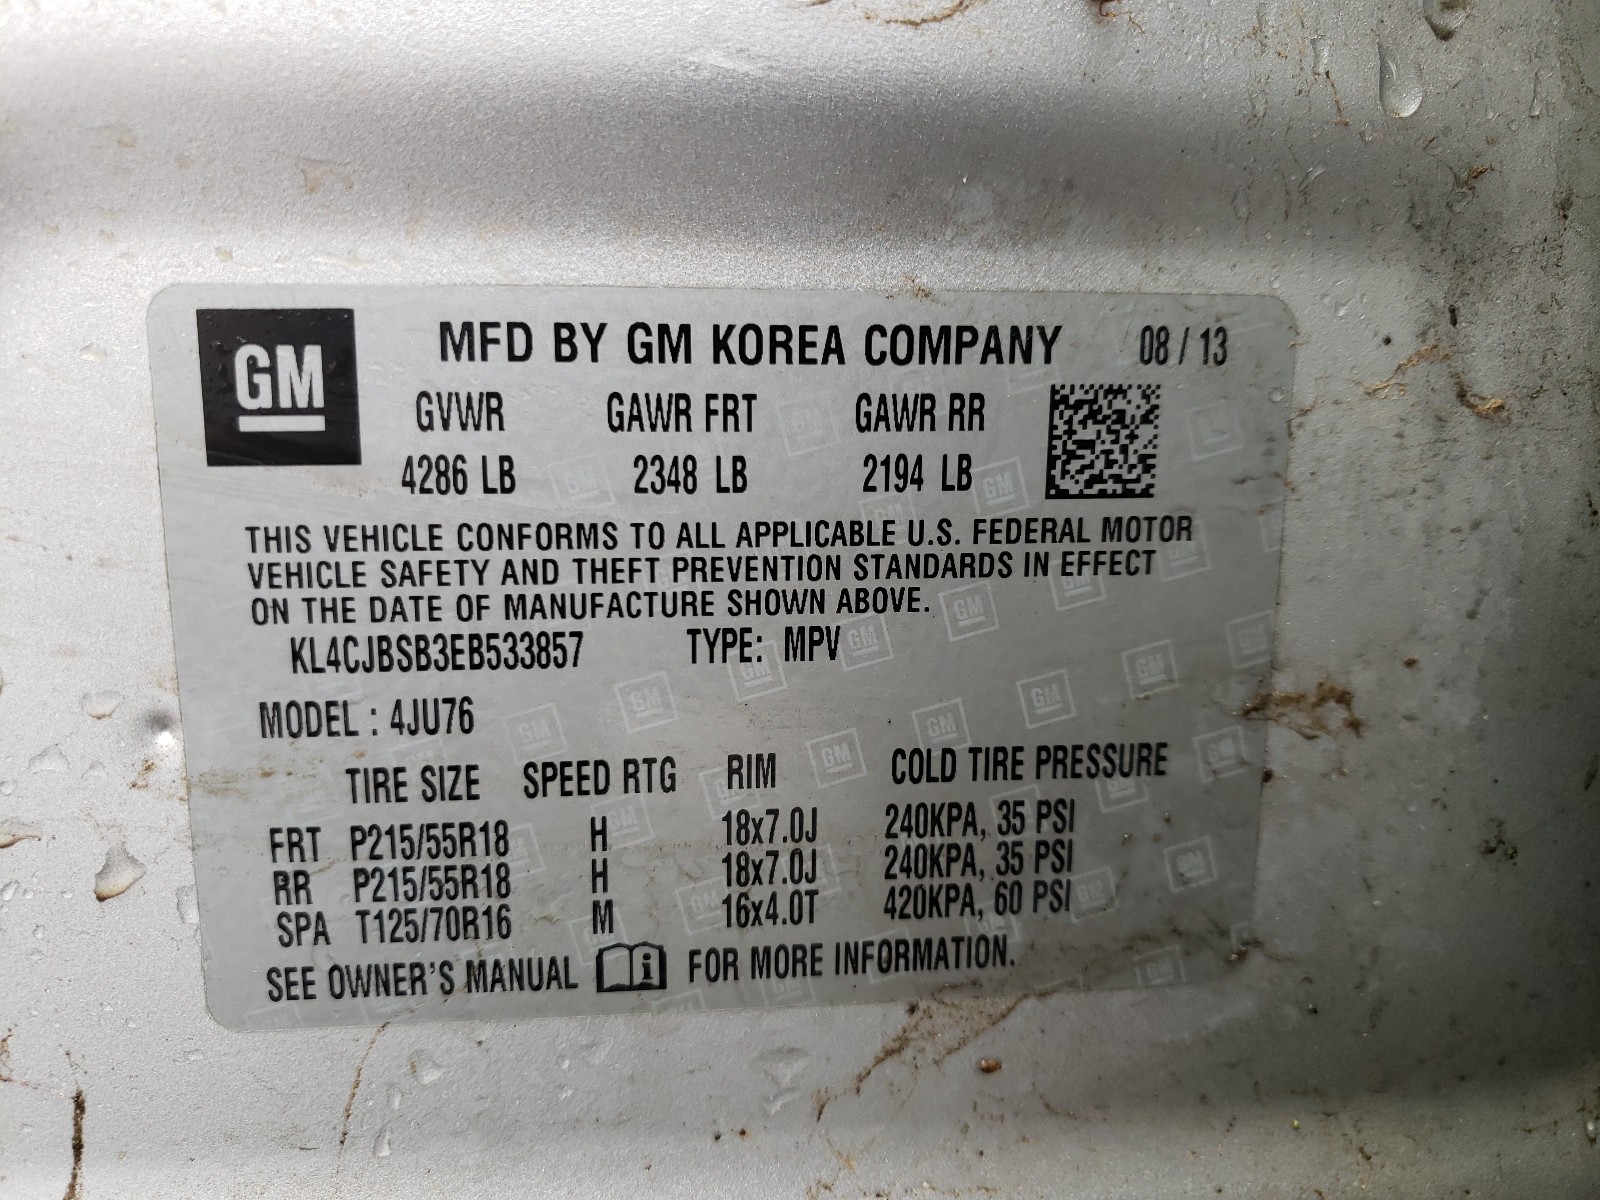 GM
MFD BY GM KOREA COMPANY 08 / 13
GVWR GAWR FRT GAWR RR
4286 LB 2348 LB 2194 LB
THIS VEHICLE CONFORMS TO ALL APPLICABLE U.S. FEDERAL MOTOR
VEHICLE SAFETY AND THEFT PREVENTION STANDARDS IN EFFECT
ON THE DATE OF MANUFACTURE SHOWN ABOVE.
KL4CJBSB3EB533857 TYPE: MPV
MODEL : 4JU76
TIRE SIZE SPEED RTG RIM COLD TIRE PRESSURE
FRT P215/55R18 H 18x7.0J 240KPA, 35 PSI
RR P215/55R18 H 18x7.0J 240KPA, 35 PSI
SPA T125/70R16 M 16x4.0T 420KPA, 60 PSI
SEE OWNER'S MANUAL i FOR MORE INFORMATION.